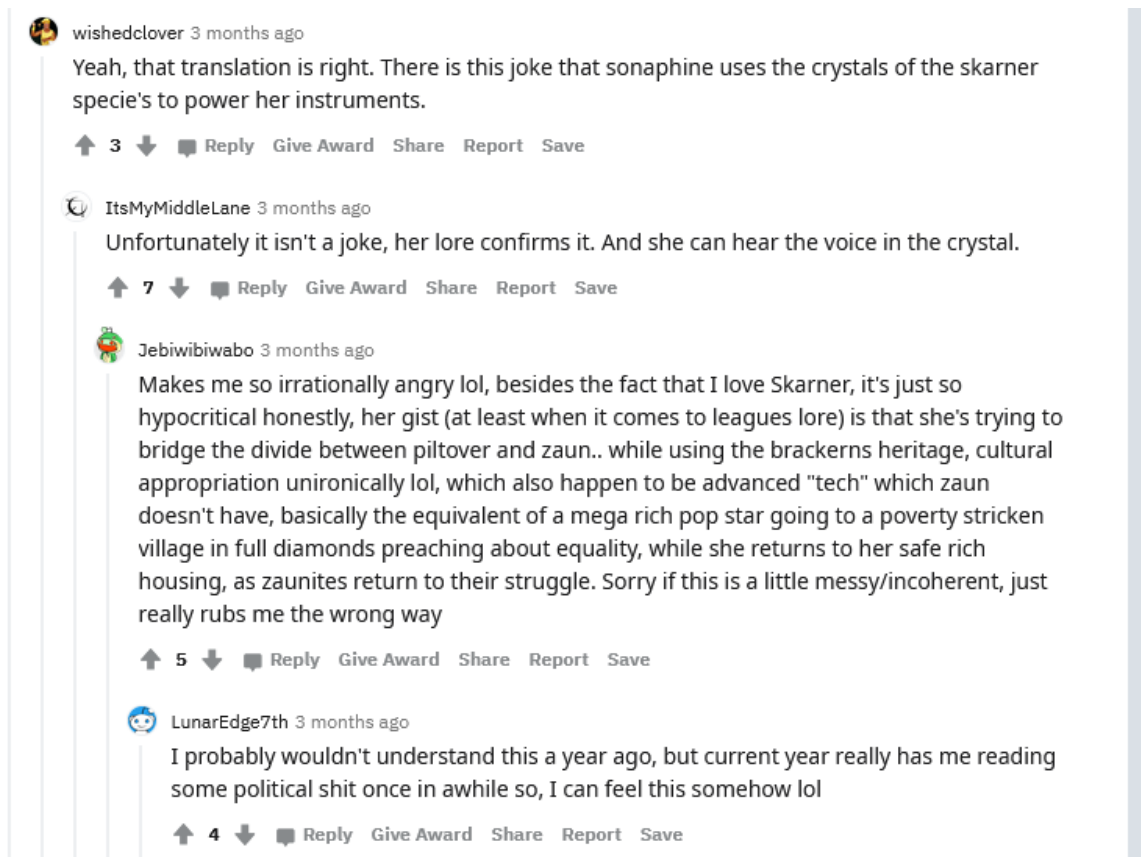 wishedclover 3 months ago
Yeah, that translation is right. There is this joke that sonaphine uses the crystals of the skarner
specie's to power her instruments.
3 Reply Give Award Share Report Save
ItsMyMiddleLane 3 months ago
Unfortunately it isn't a joke, her lore confirms it. And she can hear the voice in the crystal.
7 Reply Give Award Share Report Save
Jebiwibiwabo 3 months ago
Makes me so irrationally angry lol, besides the fact that I love Skarner, it's just so
hypocritical honestly, her gist (at least when it comes to leagues lore) is that she's trying to
bridge the divide between piltover and zaun.. while using the brackerns heritage, cultural
appropriation unironically lol, which also happen to be advanced "tech" which zaun
doesn't have, basically the equivalent of a mega rich pop star going to a poverty stricken
village in full diamonds preaching about equality, while she returns to her safe rich
housing, as zaunites return to their struggle. Sorry if this is a little messy/incoherent, just
really rubs me the wrong way
5 Reply Give Award Share Report Save
LunarEdge7th 3 months ago
I probably wouldn't understand this a year ago, but current year really has me reading
some political shit once in awhile so, I can feel this somehow lol
4 Reply Give Award Share Report Save